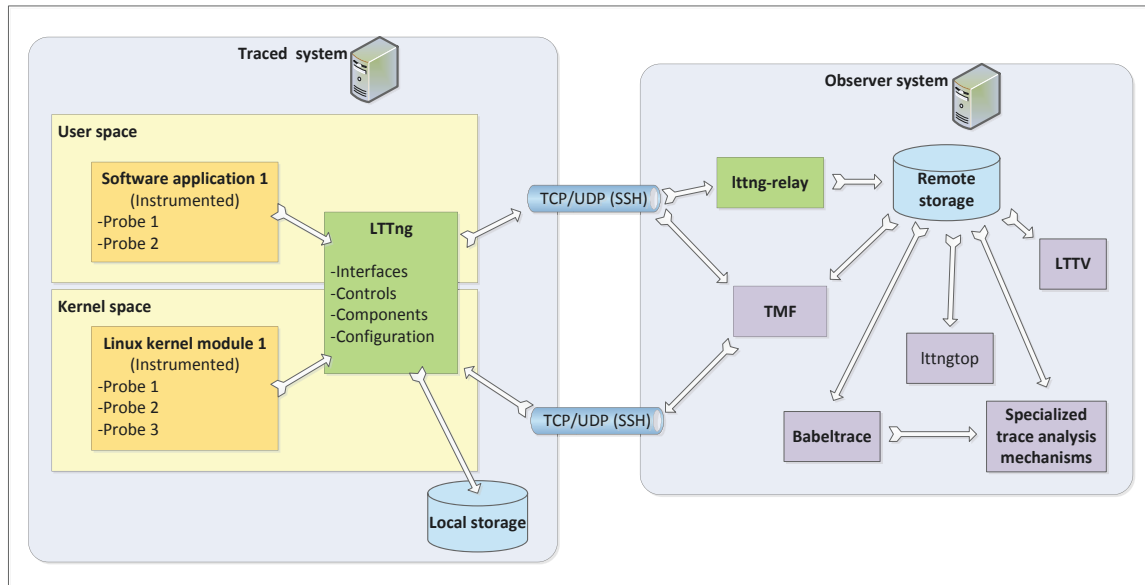 Traced system
User space
Software application 1
(Instrumented)
-Probe 1
-Probe 2
Kernel space
Linux kernel module 1
(Instrumented)
-Probe 1
-Probe 2
-Probe 3
LTTng
-Interfaces
-Controls
-Components
-Configuration
Local storage
TCP/UDP (SSH)
TCP/UDP (SSH)
Observer system
lttng-relay
Remote
storage
TMF
LTTV
lttngtop
Babeltrace
Specialized
trace analysis
mechanisms